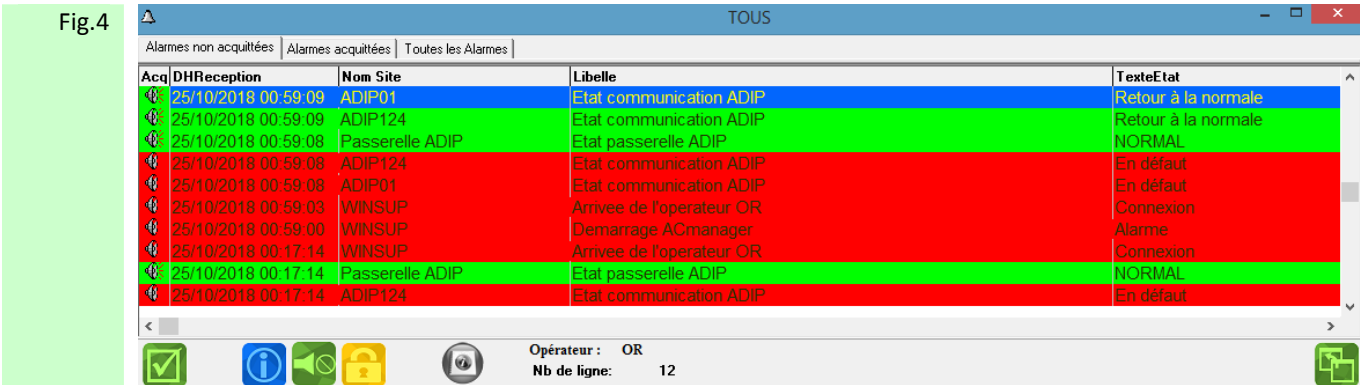 Fig.4
TOUS
Alarmes non acquittées Alarmes acquittées Toutes les Alarmes
Acq DHReception Nom Site Libelle TexteEtat
25/10/2018 00:59:09 ADIP01 Etat communication ADIP Retour à la normale
25/10/2018 00:59:09 ADIP124 Etat communication ADIP Retour à la normale
25/10/2018 00:59:08 Passerelle ADIP Etat passerelle ADIP NORMAL
25/10/2018 00:59:08 ADIP124 Etat communication ADIP En défaut
25/10/2018 00:59:08 ADIP01 Etat communication ADIP En défaut
25/10/2018 00:59:03 WINSUP Arrivee de l'operateur OR Connexion
25/10/2018 00:59:00 WINSUP Demarrage ACmanager Alarme
25/10/2018 00:17:14 WINSUP Arrivee de l'operateur OR Connexion
25/10/2018 00:17:14 Passerelle ADIP Etat passerelle ADIP NORMAL
25/10/2018 00:17:14 ADIP124 Etat communication ADIP En défaut
Opérateur : OR
Nb de ligne: 12